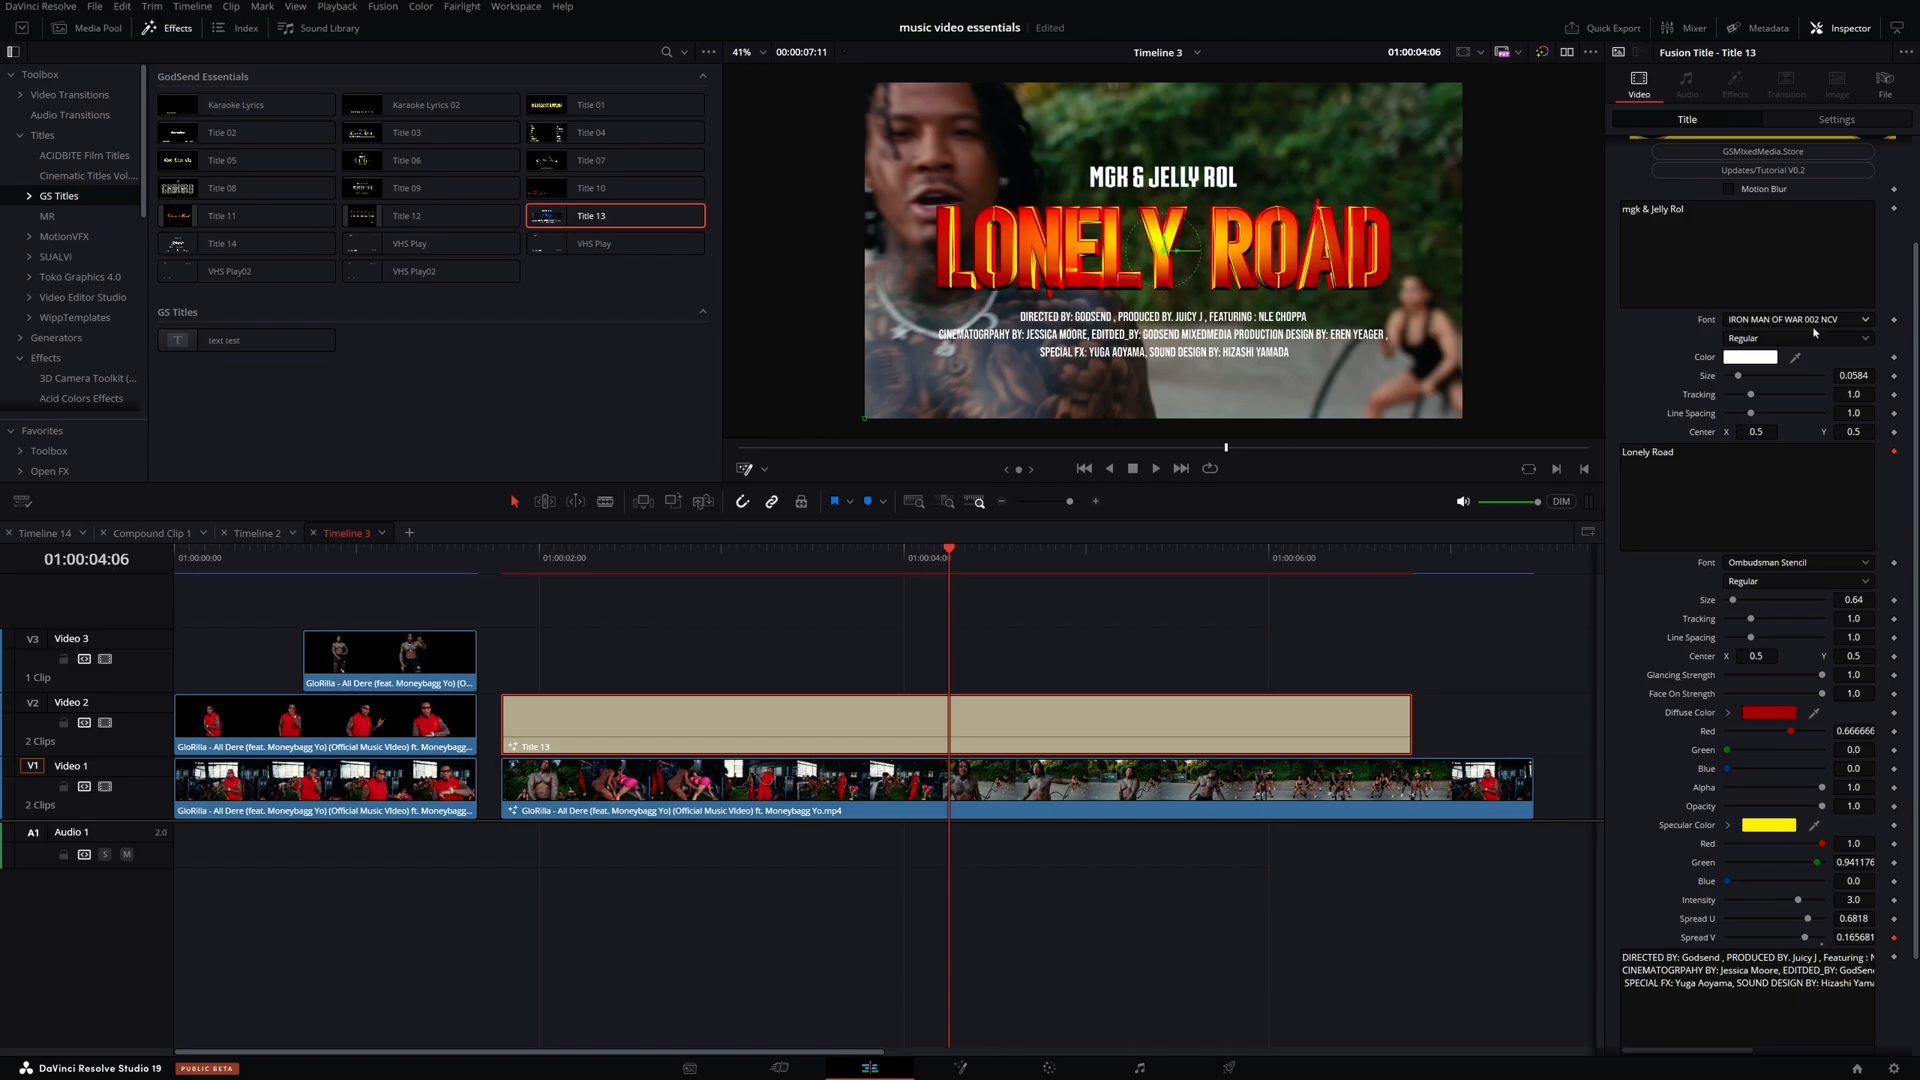 DaVinci Resolve File Edit Trim Timeline Clip Mark View Playback Fusion Color Fairlight Workspace Help
Media Pool Effects Index Sound Library
music video essentials Edited
Quick Export Mixer Metadata Inspector
41% 00:00:07:11 Timeline 3 01:00:04:06
Fusion Title - Title 13
Toolbox
Video Transitions
Audio Transitions
Titles
ACIDBITE Film Titles
Cinematic Titles Vol....
GS Titles
MR
MotionVFX
SUALVI
Toko Graphics 4.0
Video Editor Studio
WippTemplates
Generators
Effects
3D Camera Toolkit (...
Acid Colors Effects
Favorites
Toolbox
Open FX
GodSend Essentials
Karaoke Lyrics
Karaoke Lyrics 02
Title 01
Title 02
Title 03
Title 04
Title 05
Title 06
Title 07
Title 08
Title 09
Title 10
Title 11
Title 12
Title 13
Title 14
VHS Play
VHS Play
VHS Play02
VHS Play02
GS Titles
T text test
MGK & JELLY ROL
LONELY ROAD
DIRECTED BY: GODSEND , PRODUCED BY. JUICY J , FEATURING : NLE CHOPPA
CINEMATOGRPAHY BY: JESSICA MOORE, EDITDED_BY: GODSEND MIXEDMEDIA PRODUCTION DESIGN BY: EREN YEAGER ,
SPECIAL FX: YUGA AOYAMA, SOUND DESIGN BY: HIZASHI YAMADA
Video Audio Effects Transition Image File
Title Settings
GSMixedMedia.Store
Updates/Tutorial V0.2
Motion Blur
mgk & Jelly Rol
Font IRON MAN OF WAR 002 NCV
Regular
Color
Size 0.0584
Tracking 1.0
Line Spacing 1.0
Center X 0.5 Y 0.5
Lonely Road
Font Ombudsman Stencil
Regular
Size 0.64
Tracking 1.0
Line Spacing 1.0
Center X 0.5 Y 0.5
Glancing Strength 1.0
Face On Strength 1.0
Diffuse Color
Red 0.666666
Green 0.0
Blue 0.0
Alpha 1.0
Opacity 1.0
Specular Color
Red 1.0
Green 0.941176
Blue 0.0
Intensity 3.0
Spread U 0.6818
Spread V 0.165681
DIRECTED BY: Godsend , PRODUCED BY. Juicy J , Featuring : N
CINEMATOGRPAHY BY: Jessica Moore, EDITDED_BY: GodSend
SPECIAL FX: Yuga Aoyama, SOUND DESIGN BY: Hizashi Yama
DIM
Timeline 14 Compound Clip 1 Timeline 2 Timeline 3
01:00:04:06
01:00:00:00 01:00:02:00 01:00:04:00 01:00:06:00
V3 Video 3
1 Clip
GloRilla - All Dere (feat. Moneybagg Yo) (O...
V2 Video 2
2 Clips
GloRilla - All Dere (feat. Moneybagg Yo) (Official Music VIdeo) ft. Moneybagg...
Title 13
V1 Video 1
2 Clips
GloRilla - All Dere (feat. Moneybagg Yo) (Official Music VIdeo) ft. Moneybagg...
GloRilla - All Dere (feat. Moneybagg Yo) (Official Music VIdeo) ft. Moneybagg Yo.mp4
A1 Audio 1 2.0
S M
DaVinci Resolve Studio 19 PUBLIC BETA